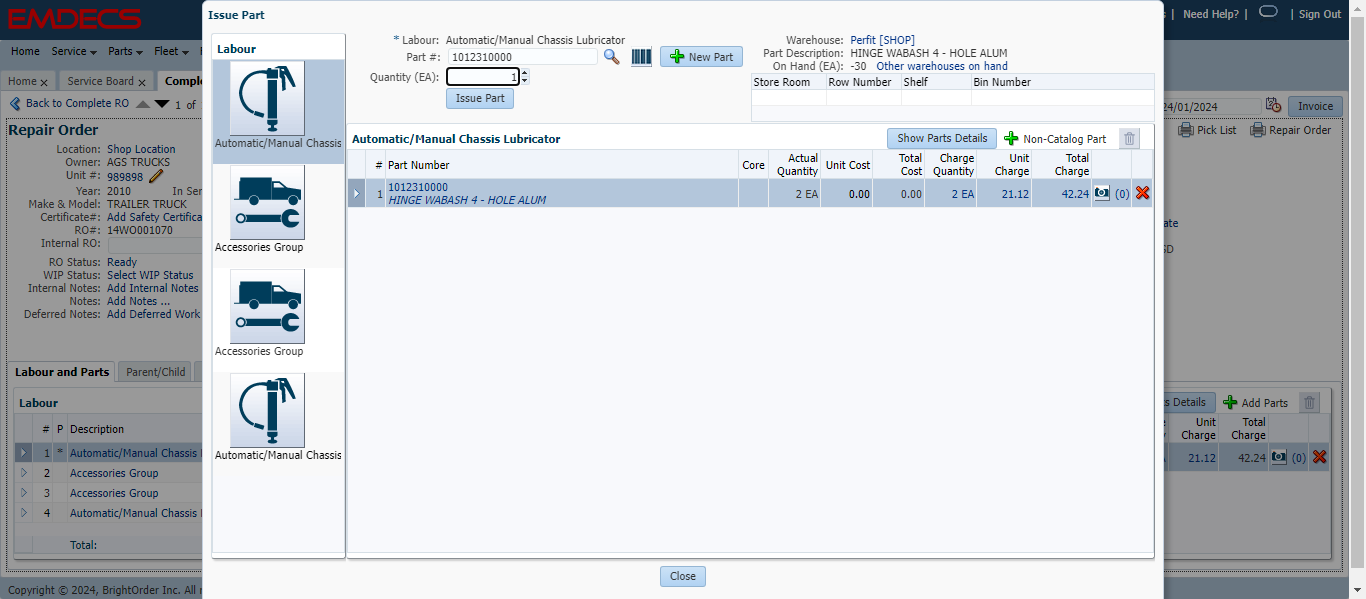 EMDECS
s | Need Help? | | Sign Out
Home Service Parts Fleet
Home x Service Board x Comple
Back to Complete RO 1 of
24/01/2024 Invoice
Repair Order
Pick List Repair Order
Location: Shop Location
Owner: AGS TRUCKS
Unit #: 989898
Year: 2010 In Ser
Make & Model: TRAILER TRUCK
Certificate#: Add Safety Certifica
RO#: 14WO001070
Internal RO:
RO Status: Ready
WIP Status: Select WIP Status
Internal Notes: Add Internal Notes
Notes: Add Notes ...
Deferred Notes: Add Deferred Work
ate
SD
Labour and Parts Parent/Child
Labour
# P Description
1 * Automatic/Manual Chassis
2 Accessories Group
3 Accessories Group
4 Automatic/Manual Chassis
Total:
Copyright © 2024, BrightOrder Inc. All r
s Details Add Parts
Unit Charge Total Charge
21.12 42.24 (0)
Issue Part
Labour
Automatic/Manual Chassis
Accessories Group
Accessories Group
Automatic/Manual Chassis
* Labour: Automatic/Manual Chassis Lubricator
Part #: 1012310000 New Part
Quantity (EA): 1
Issue Part
Warehouse: Perfit [SHOP]
Part Description: HINGE WABASH 4 - HOLE ALUM
On Hand (EA): -30 Other warehouses on hand
Store Room Row Number Shelf Bin Number
Automatic/Manual Chassis Lubricator Show Parts Details Non-Catalog Part
# Part Number Core Actual Quantity Unit Cost Total Cost Charge Quantity Unit Charge Total Charge
1 1012310000 2 EA 0.00 0.00 2 EA 21.12 42.24 (0)
HINGE WABASH 4 - HOLE ALUM
Close